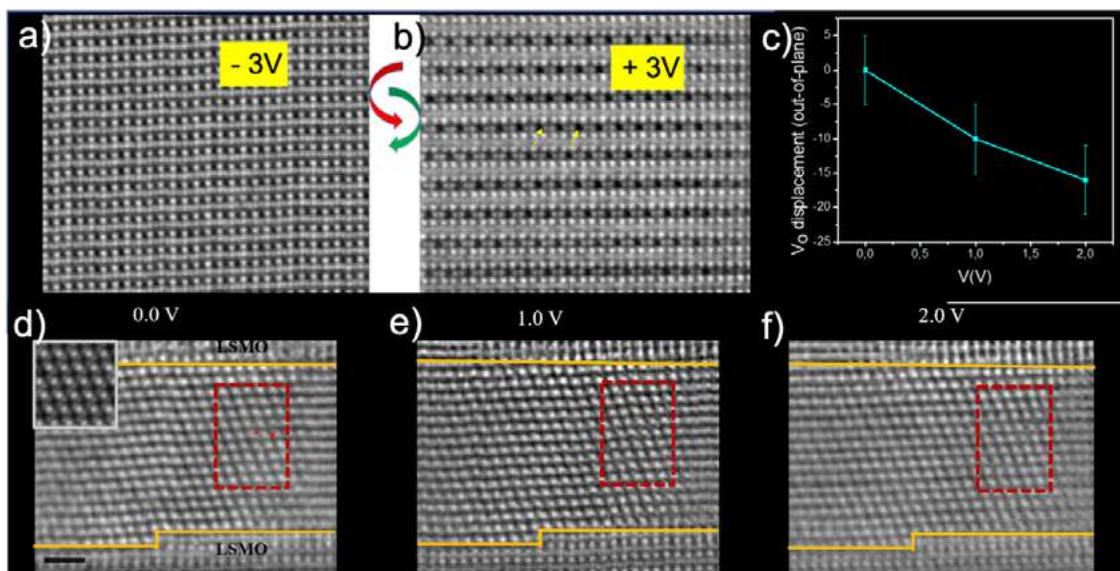 a)
- 3V
b)
+ 3V
c)
5
0
-5
-10
-15
-20
-25
V₀ displacement (out-of-plane)
0,0 0,5 1,0 1,5 2,0
V(V)
d)
0.0 V
e)
1.0 V
f)
2.0 V
LSMO
LSMO